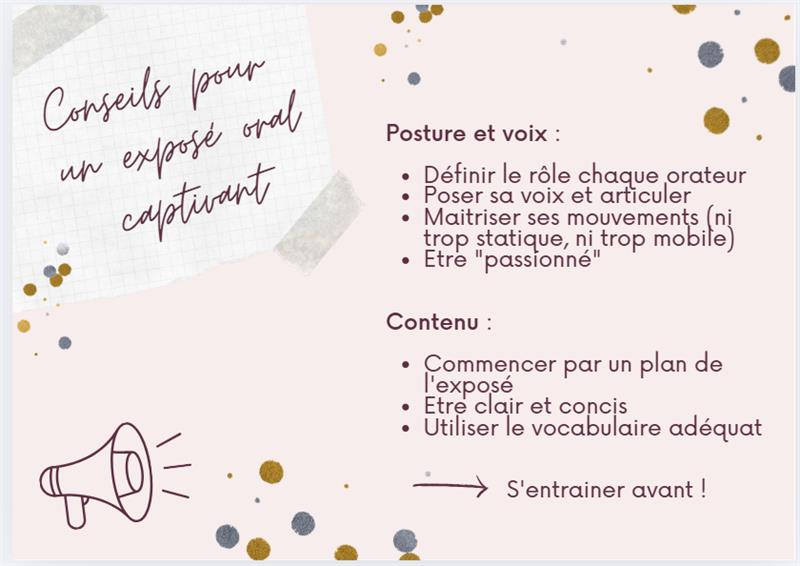 Conseils pour
un exposé oral
captivant
Posture et voix :
• Définir le rôle chaque orateur
• Poser sa voix et articuler
• Maitriser ses mouvements (ni
trop statique, ni trop mobile)
• Etre "passionné"
Contenu :
• Commencer par un plan de
l'exposé
• Etre clair et concis
• Utiliser le vocabulaire adéquat
S'entrainer avant !